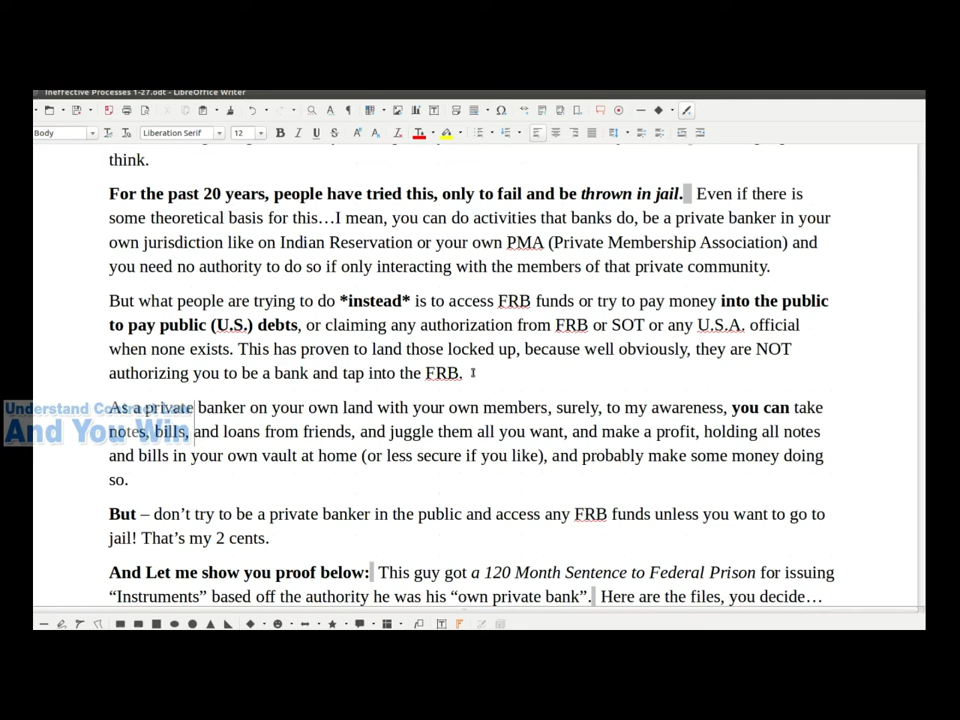 Ineffective Processes 1-27.odt - LibreOffice Writer
Body
Liberation Serif
12
think.
For the past 20 years, people have tried this, only to fail and be thrown in jail. Even if there is
some theoretical basis for this…I mean, you can do activities that banks do, be a private banker in your
own jurisdiction like on Indian Reservation or your own PMA (Private Membership Association) and
you need no authority to do so if only interacting with the members of that private community.
But what people are trying to do *instead* is to access FRB funds or try to pay money into the public
to pay public (U.S.) debts, or claiming any authorization from FRB or SOT or any U.S.A. official
when none exists. This has proven to land those locked up, because well obviously, they are NOT
authorizing you to be a bank and tap into the FRB.
Understand Contract Law
And You Win
As a private banker on your own land with your own members, surely, to my awareness, you can take
notes, bills, and loans from friends, and juggle them all you want, and make a profit, holding all notes
and bills in your own vault at home (or less secure if you like), and probably make some money doing
so.
But – don’t try to be a private banker in the public and access any FRB funds unless you want to go to
jail! That’s my 2 cents.
And Let me show you proof below: This guy got a 120 Month Sentence to Federal Prison for issuing
“Instruments” based off the authority he was his “own private bank”. Here are the files, you decide…